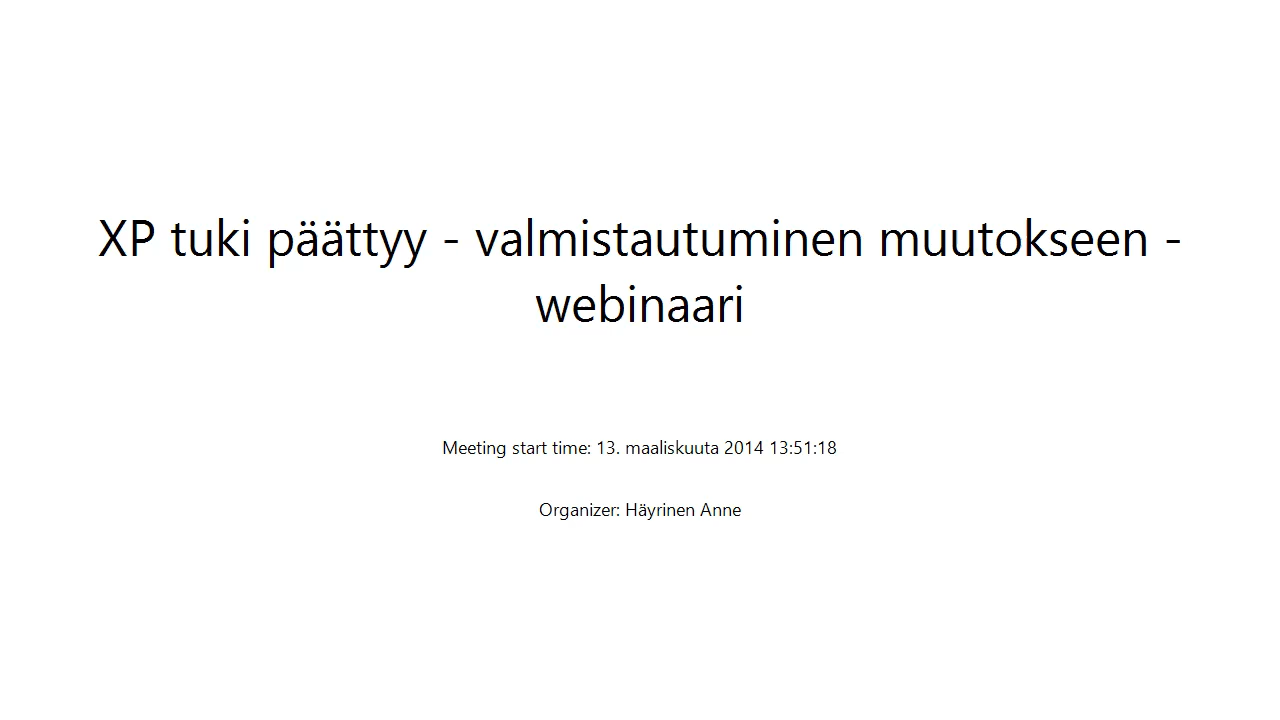 XP tuki päättyy - valmistautuminen muutokseen -
webinaari
Meeting start time: 13. maaliskuuta 2014 13:51:18
Organizer: Häyrinen Anne